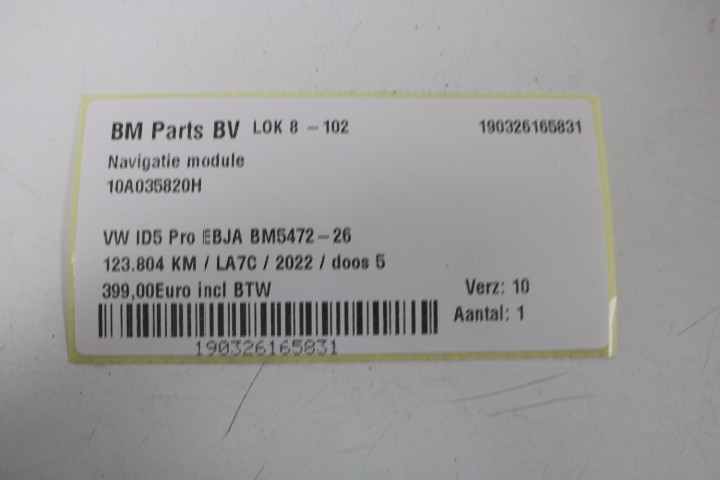 BM Parts BV LOK 8 - 102 190326165831
Navigatie module
10A035820H
VW ID5 Pro EBJA BM5472-26
123.804 KM / LA7C / 2022 / doos 5
399,00Euro incl BTW Verz: 10
Aantal: 1
190326165831